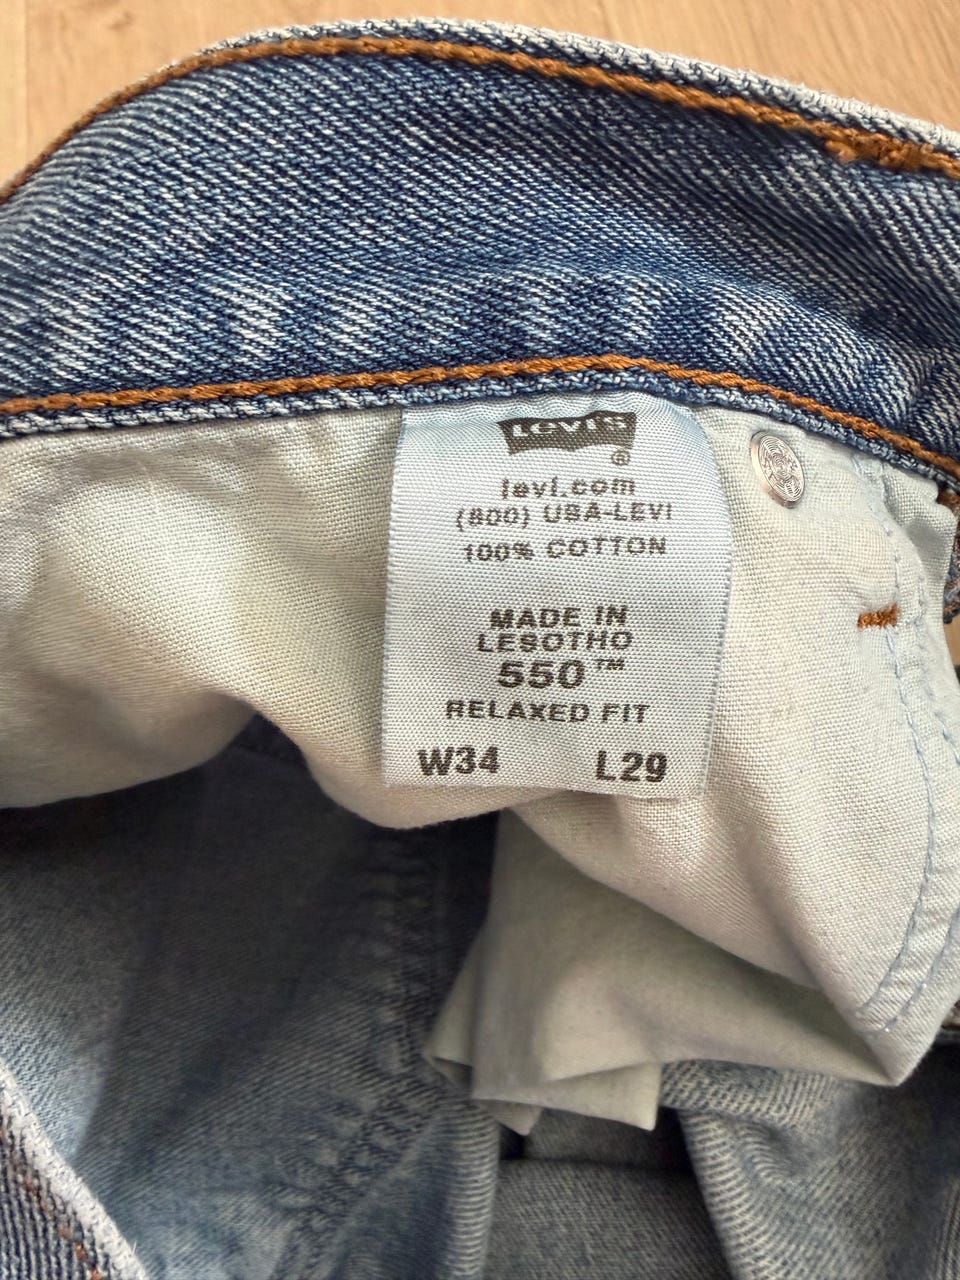 Levi's
®
levi.com
(800) USA-LEVI
100% COTTON
MADE IN
LESOTHO
550™
RELAXED FIT
W34 L29